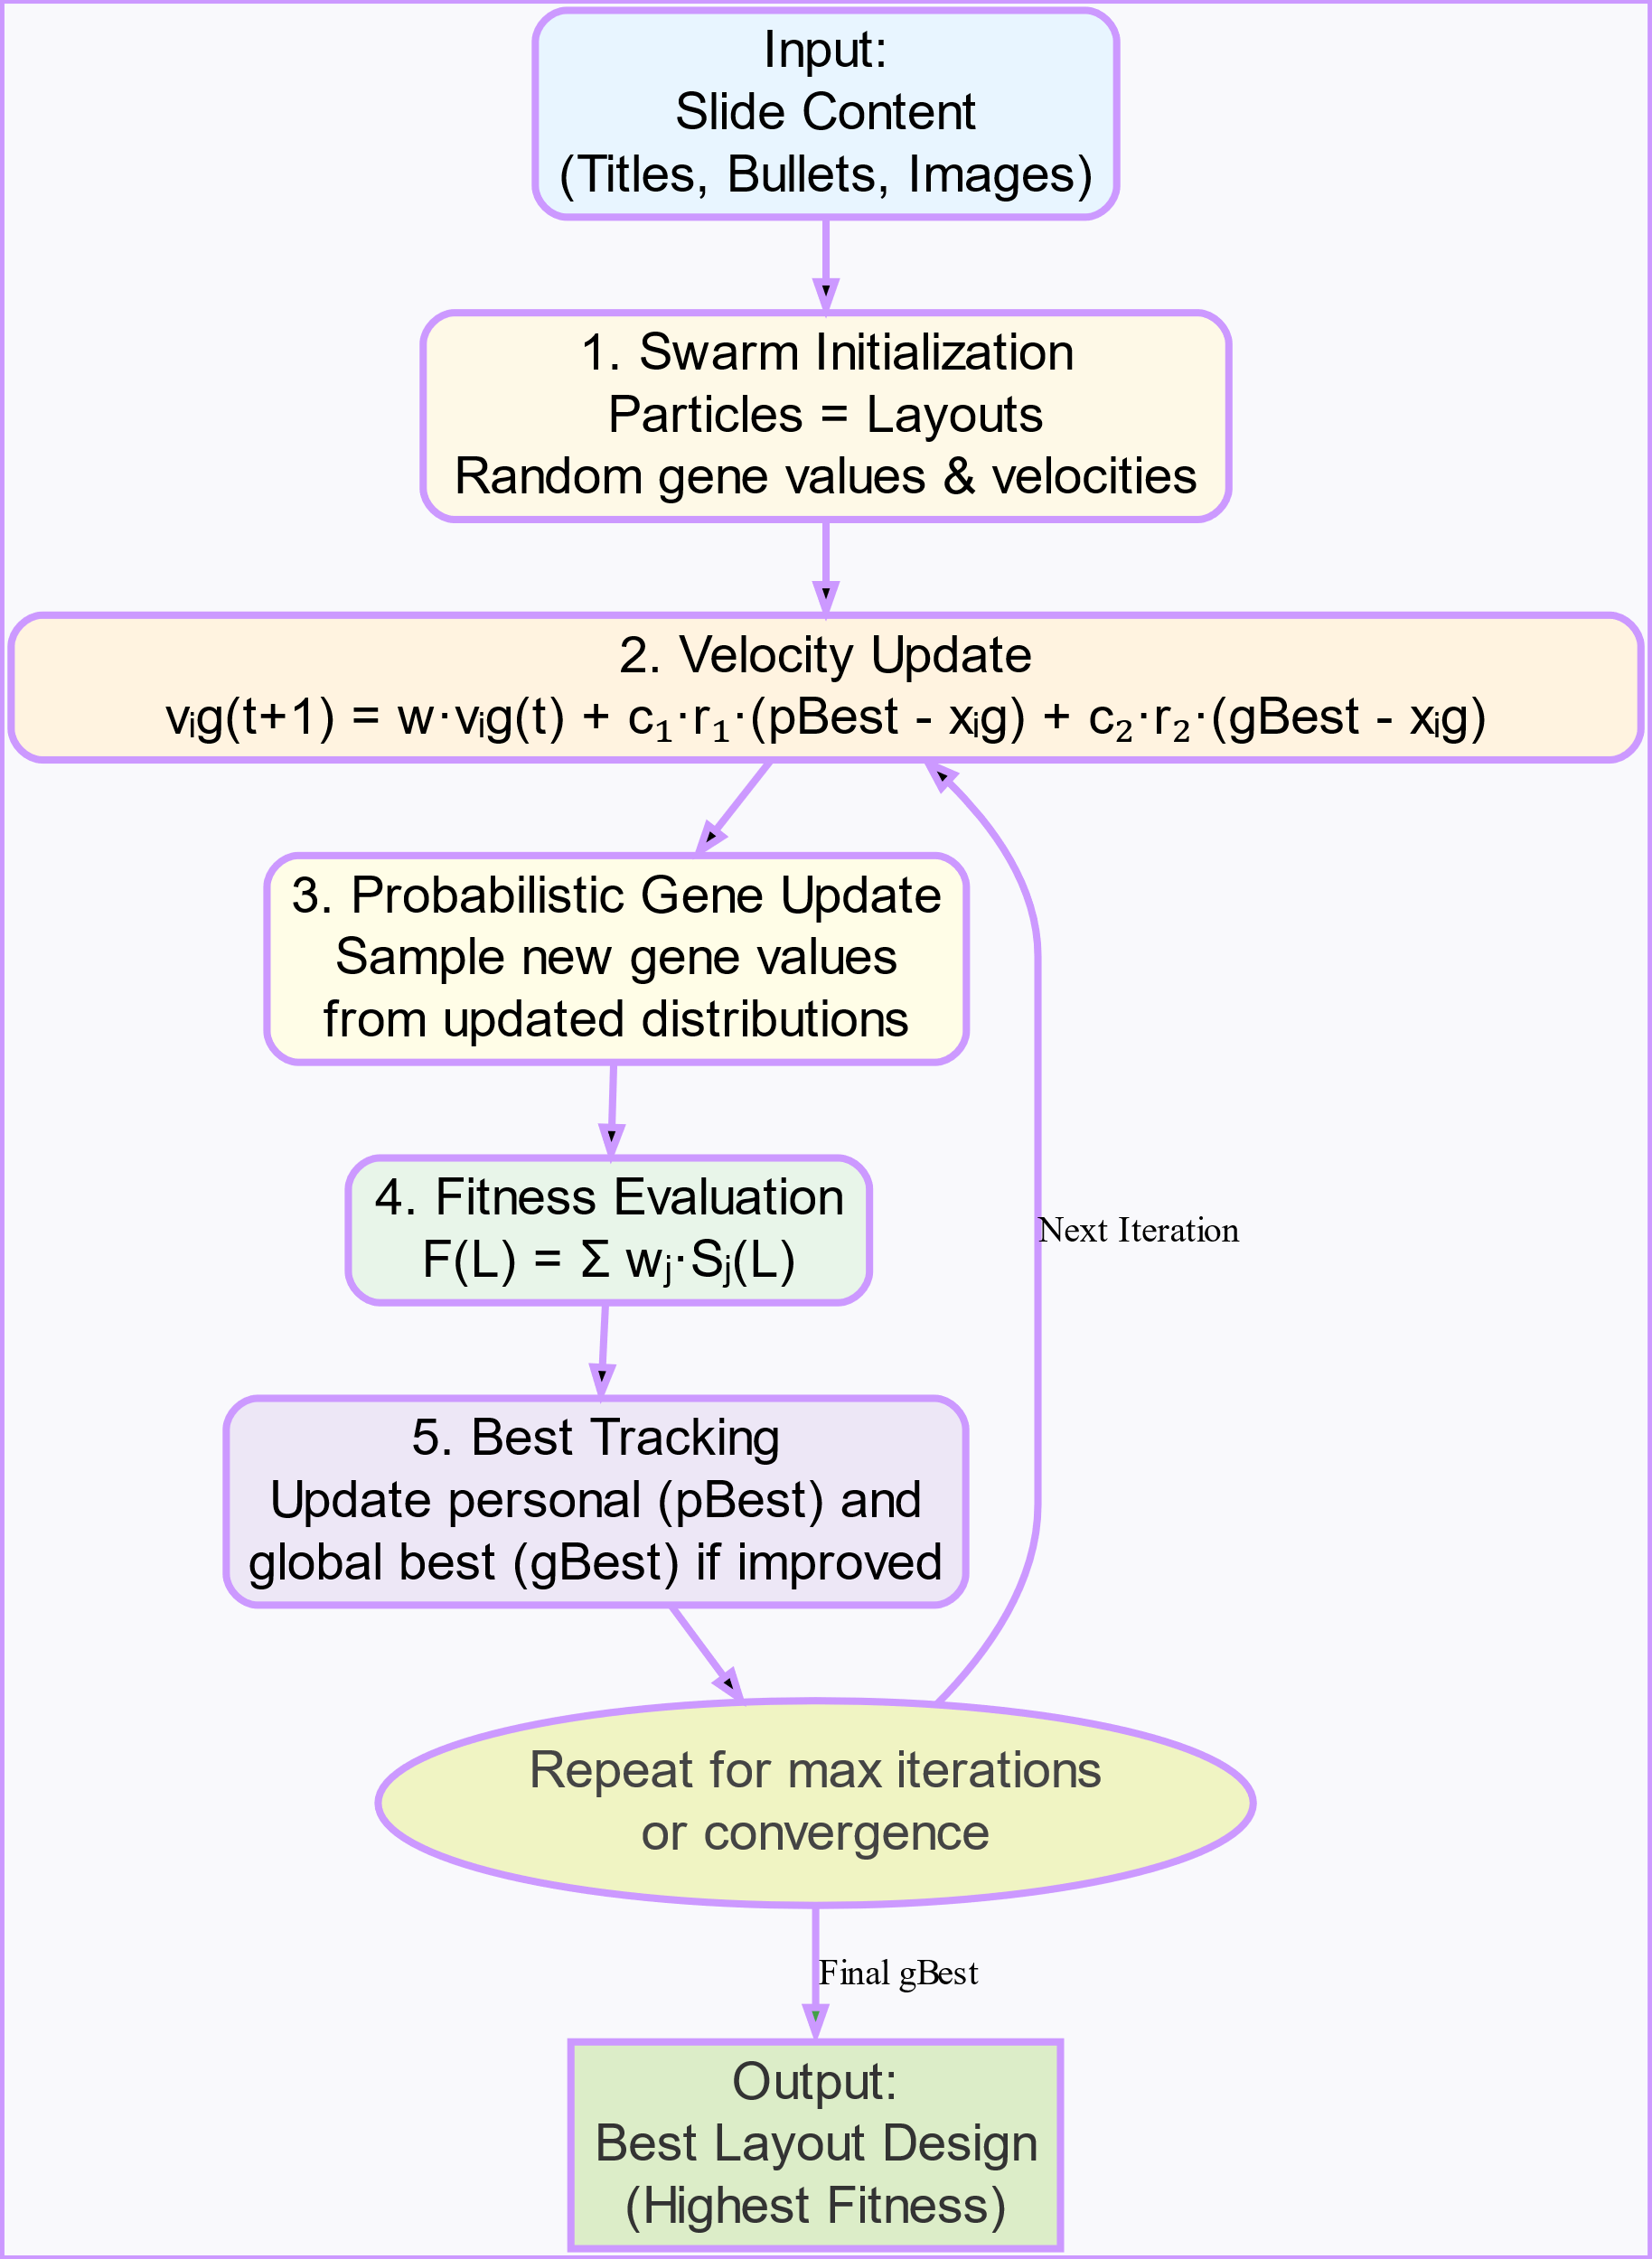 Input:
Slide Content
(Titles, Bullets, Images)
1. Swarm Initialization
Particles = Layouts
Random gene values & velocities
2. Velocity Update
vᵢg(t+1) = w·vᵢg(t) + c₁·r₁·(pBest - xᵢg) + c₂·r₂·(gBest - xᵢg)
3. Probabilistic Gene Update
Sample new gene values
from updated distributions
4. Fitness Evaluation
F(L) = Σ wⱼ·Sⱼ(L)
Next Iteration
5. Best Tracking
Update personal (pBest) and
global best (gBest) if improved
Repeat for max iterations
or convergence
Final gBest
Output:
Best Layout Design
(Highest Fitness)